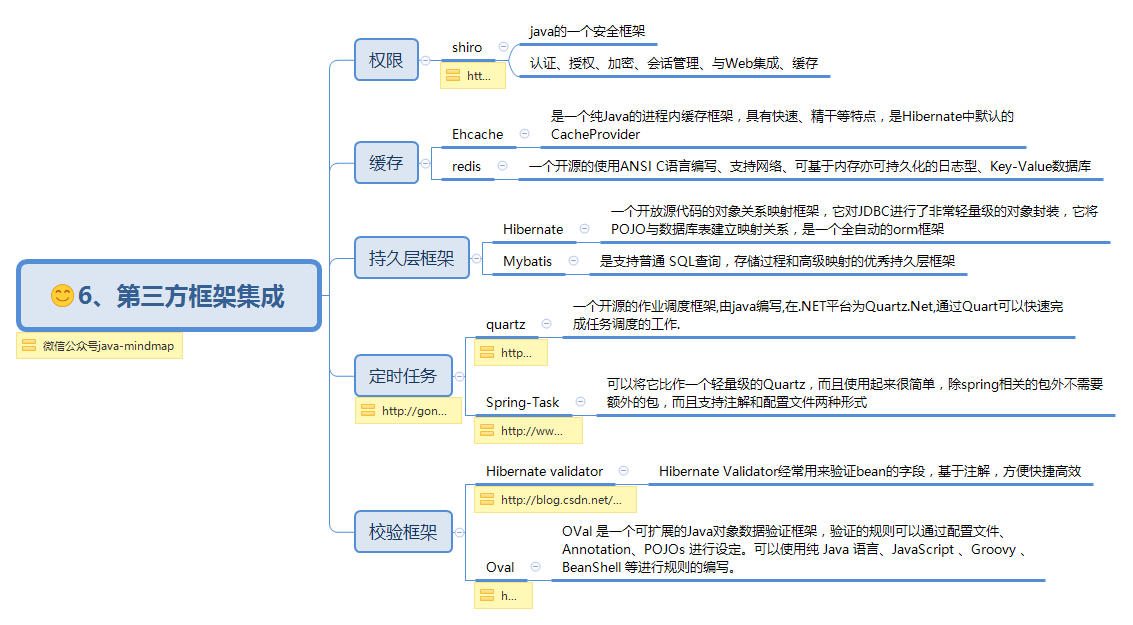 😊6、第三方框架集成
微信公众号java-mindmap
权限
shiro
htt...
java的一个安全框架
认证、授权、加密、会话管理、与Web集成、缓存
缓存
Ehcache
是一个纯Java的进程内缓存框架，具有快速、精干等特点，是Hibernate中默认的
CacheProvider
redis
一个开源的使用ANSI C语言编写、支持网络、可基于内存亦可持久化的日志型、Key-Value数据库
持久层框架
Hibernate
一个开放源代码的对象关系映射框架，它对JDBC进行了非常轻量级的对象封装，它将
POJO与数据库表建立映射关系，是一个全自动的orm框架
Mybatis
是支持普通 SQL查询，存储过程和高级映射的优秀持久层框架
定时任务
http://gon...
quartz
http...
一个开源的作业调度框架,由java编写,在.NET平台为Quartz.Net,通过Quart可以快速完
成任务调度的工作.
Spring-Task
http://ww...
可以将它比作一个轻量级的Quartz，而且使用起来很简单，除spring相关的包外不需要
额外的包，而且支持注解和配置文件两种形式
校验框架
Hibernate validator
http://blog.csdn.net/...
Hibernate Validator经常用来验证bean的字段，基于注解，方便快捷高效
Oval
h...
OVal 是一个可扩展的Java对象数据验证框架，验证的规则可以通过配置文件、
Annotation、POJOs 进行设定。可以使用纯 Java 语言、JavaScript 、Groovy 、
BeanShell 等进行规则的编写。